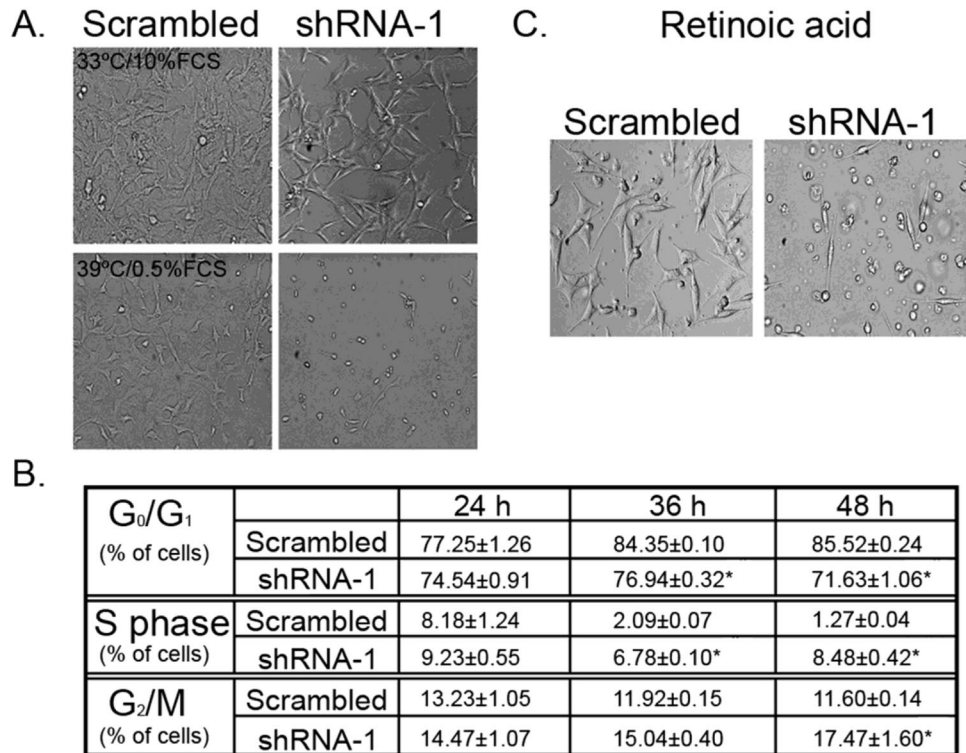 A. Scrambled shRNA-1
33ºC/10%FCS
39ºC/0.5%FCS
C. Retinoic acid
Scrambled shRNA-1
B.
24 h 36 h 48 h
G₀/G₁
(% of cells)
Scrambled 77.25±1.26 84.35±0.10 85.52±0.24
shRNA-1 74.54±0.91 76.94±0.32* 71.63±1.06*
S phase
(% of cells)
Scrambled 8.18±1.24 2.09±0.07 1.27±0.04
shRNA-1 9.23±0.55 6.78±0.10* 8.48±0.42*
G₂/M
(% of cells)
Scrambled 13.23±1.05 11.92±0.15 11.60±0.14
shRNA-1 14.47±1.07 15.04±0.40 17.47±1.60*